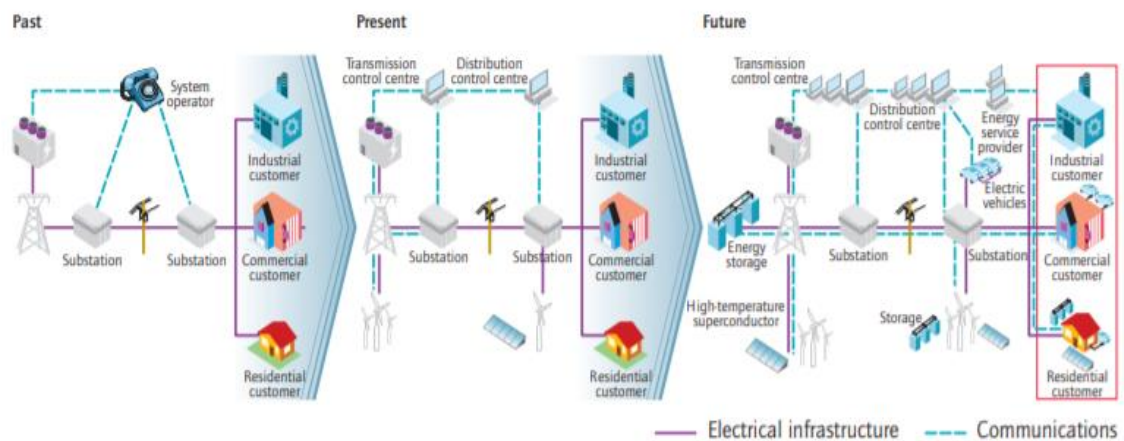 Past
System
operator
Substation
Substation
Industrial
customer
Commercial
customer
Residential
customer
Present
Transmission
control centre
Distribution
control centre
Substation
Substation
Industrial
customer
Commercial
customer
Residential
customer
Future
Transmission
control centre
Distribution
control centre
Energy
service
provider
Electric
vehicles
Energy
storage
Substation
Substation
High-temperature
superconductor
Storage
Industrial
customer
Commercial
customer
Residential
customer
Electrical infrastructure
Communications